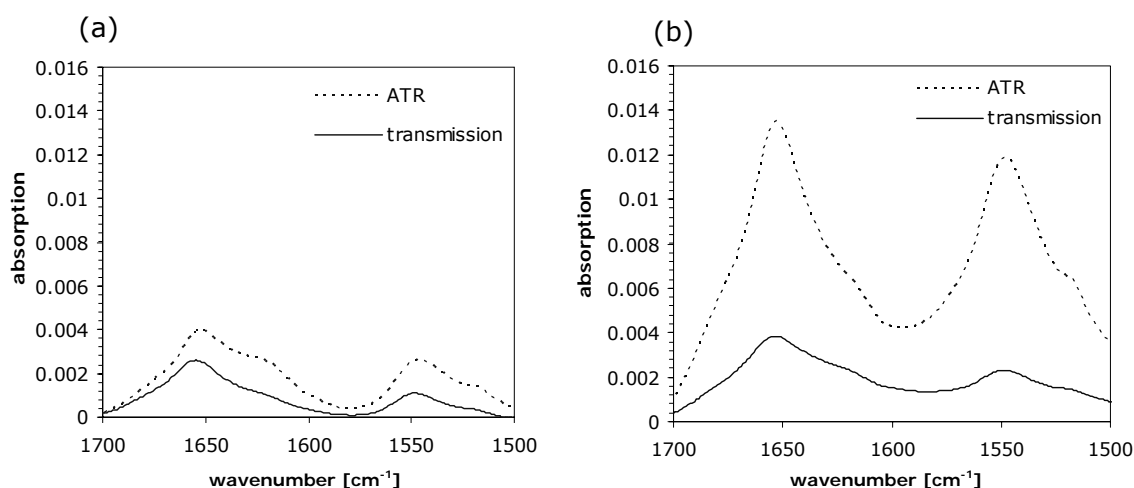 (a)
0.016
0.014
0.012
0.01
0.008
0.006
0.004
0.002
0
absorption
ATR
transmission
1700
1650
1600
1550
1500
wavenumber [cm-1]
(b)
0.016
0.014
0.012
0.01
0.008
0.006
0.004
0.002
0
absorption
ATR
transmission
1700
1650
1600
1550
1500
wavenumber [cm-1]